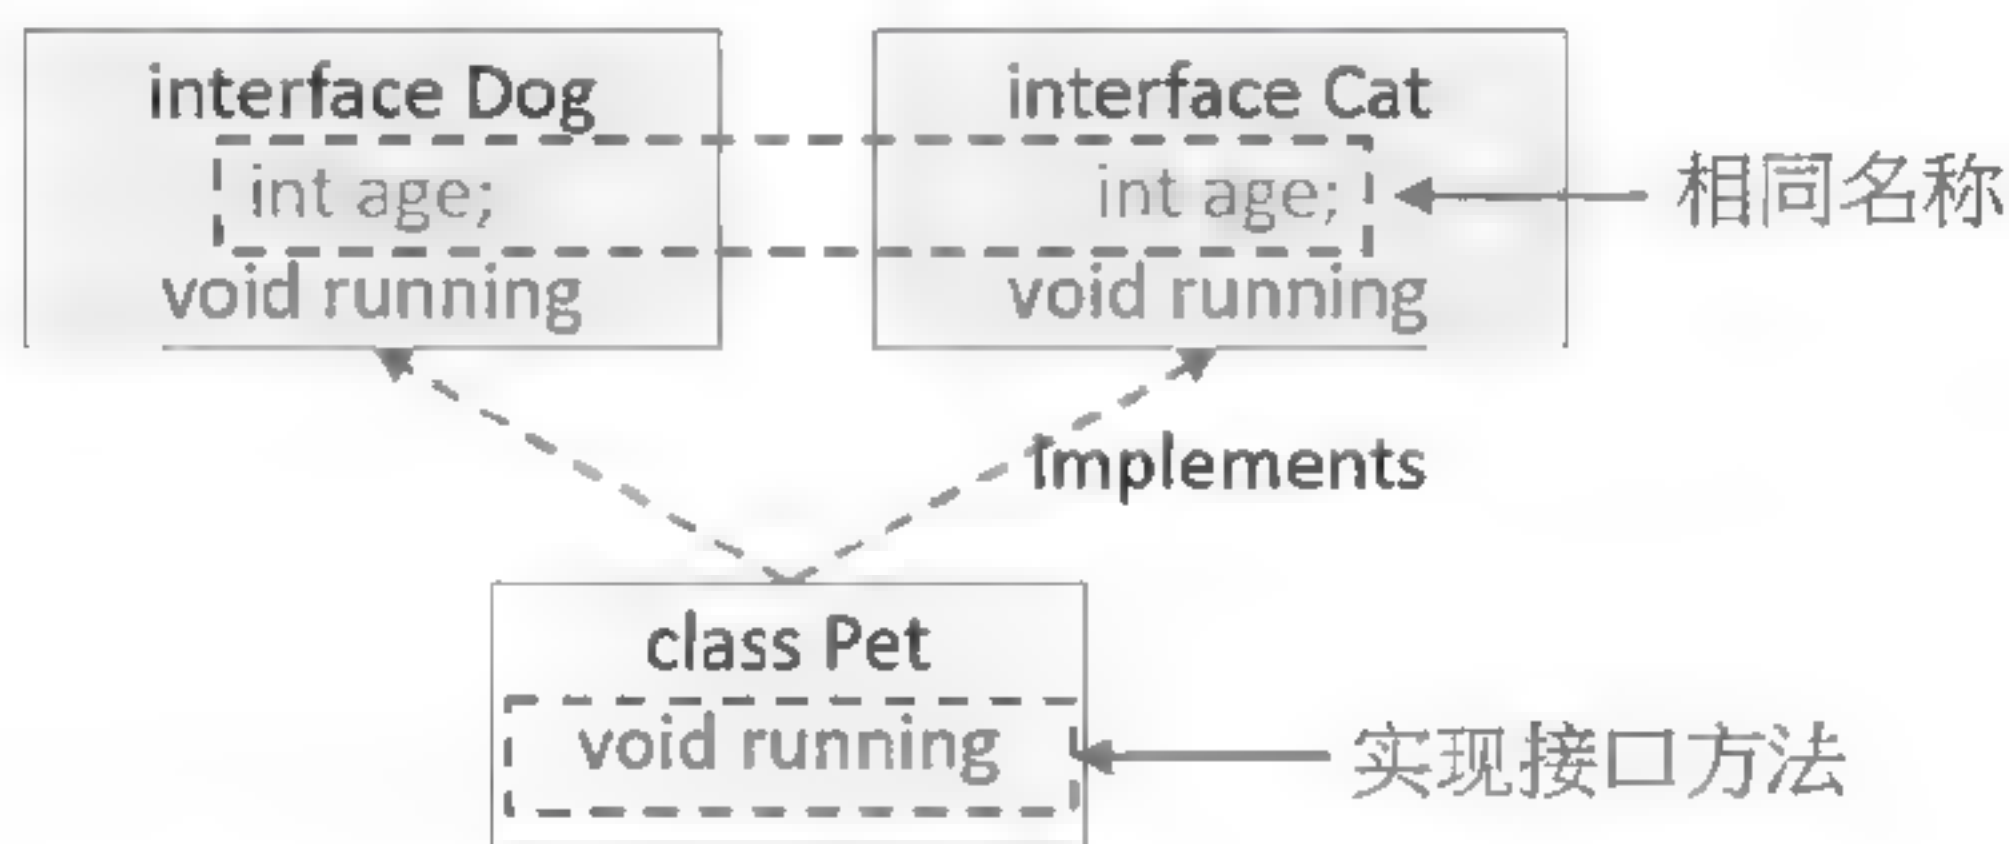 interface Dog
int age;
void running
interface Cat
int age;
void running
相同名称
Implements
class Pet
void running
实现接口方法